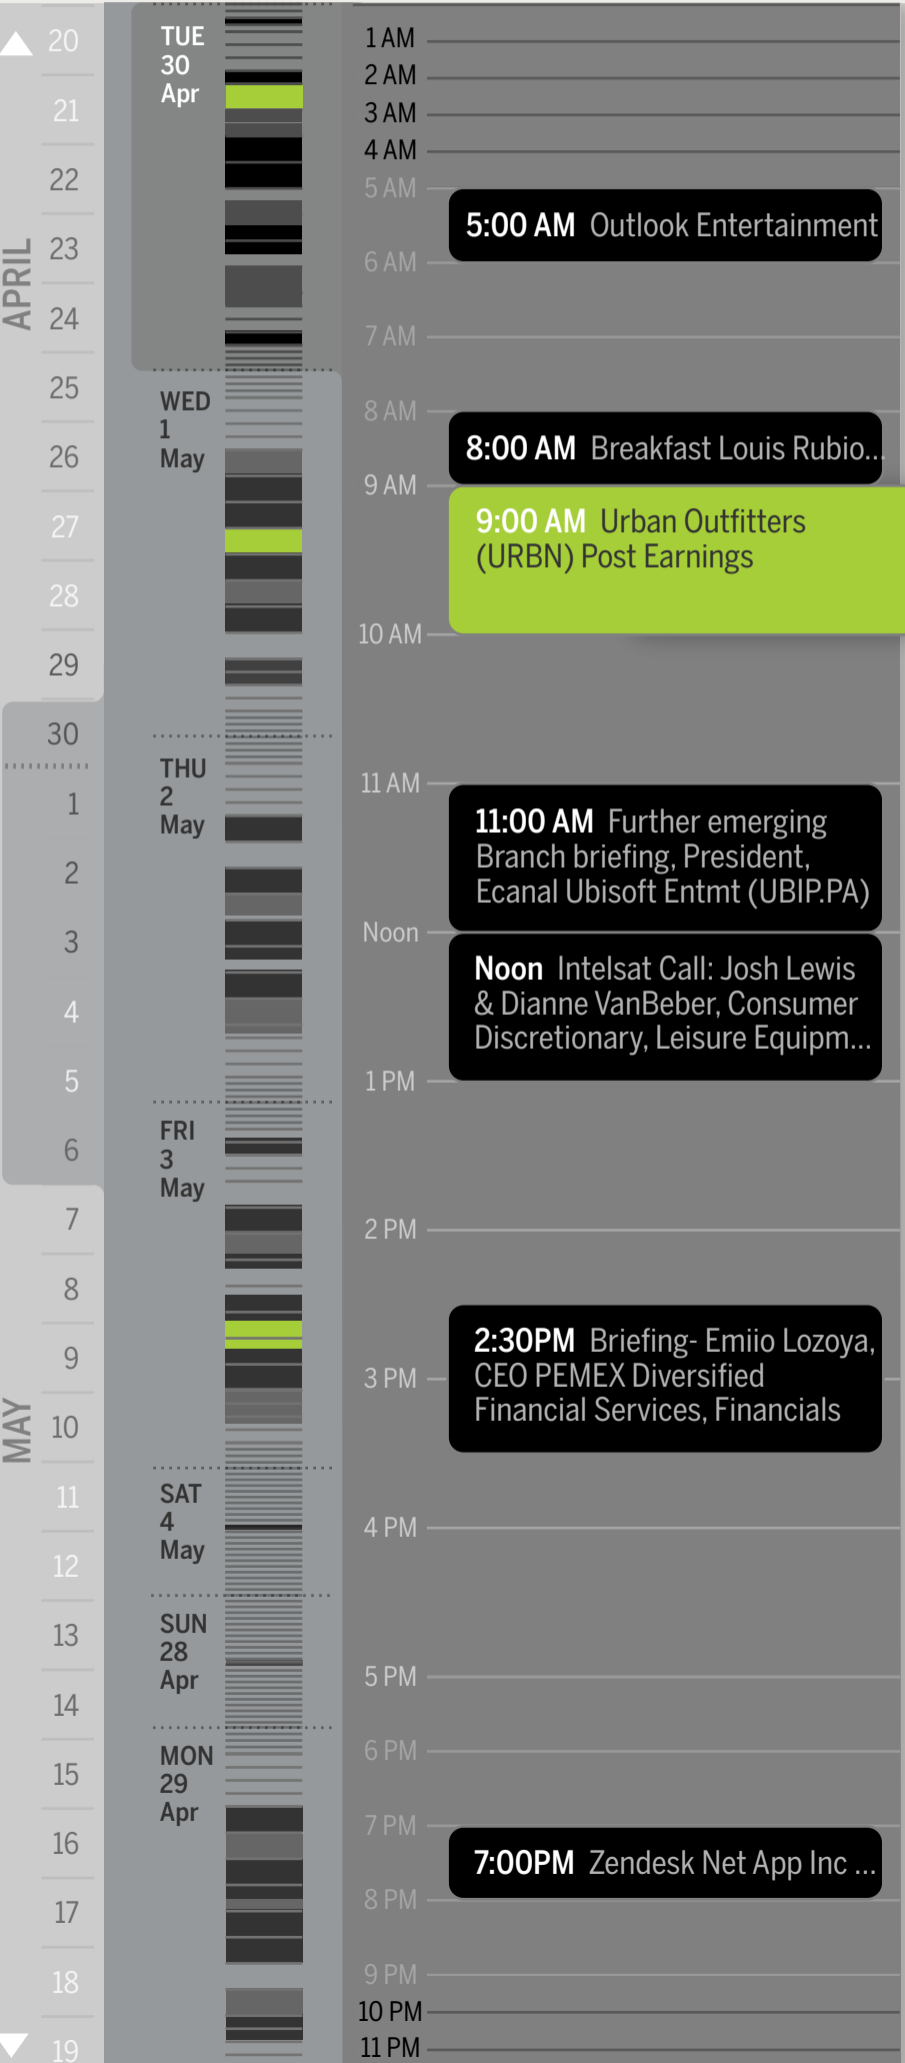 APRIL
20
21
22
23
24
25
26
27
28
29
30
MAY
1
2
3
4
5
6
7
8
9
10
11
12
13
14
15
16
17
18
19
TUE
30
Apr
WED
1
May
THU
2
May
FRI
3
May
SAT
4
May
SUN
28
Apr
MON
29
Apr
1 AM
2 AM
3 AM
4 AM
5 AM
5:00 AM Outlook Entertainment
6 AM
7 AM
8 AM
8:00 AM Breakfast Louis Rubio...
9 AM
9:00 AM Urban Outfitters
(URBN) Post Earnings
10 AM
11 AM
11:00 AM Further emerging
Branch briefing, President,
Ecanal Ubisoft Entmt (UBIP.PA)
Noon
Noon Intelsat Call: Josh Lewis
& Dianne VanBeber, Consumer
Discretionary, Leisure Equipm...
1 PM
2 PM
2:30PM Briefing- Emiio Lozoya,
CEO PEMEX Diversified
Financial Services, Financials
3 PM
4 PM
5 PM
6 PM
7 PM
7:00PM Zendesk Net App Inc ...
8 PM
9 PM
10 PM
11 PM